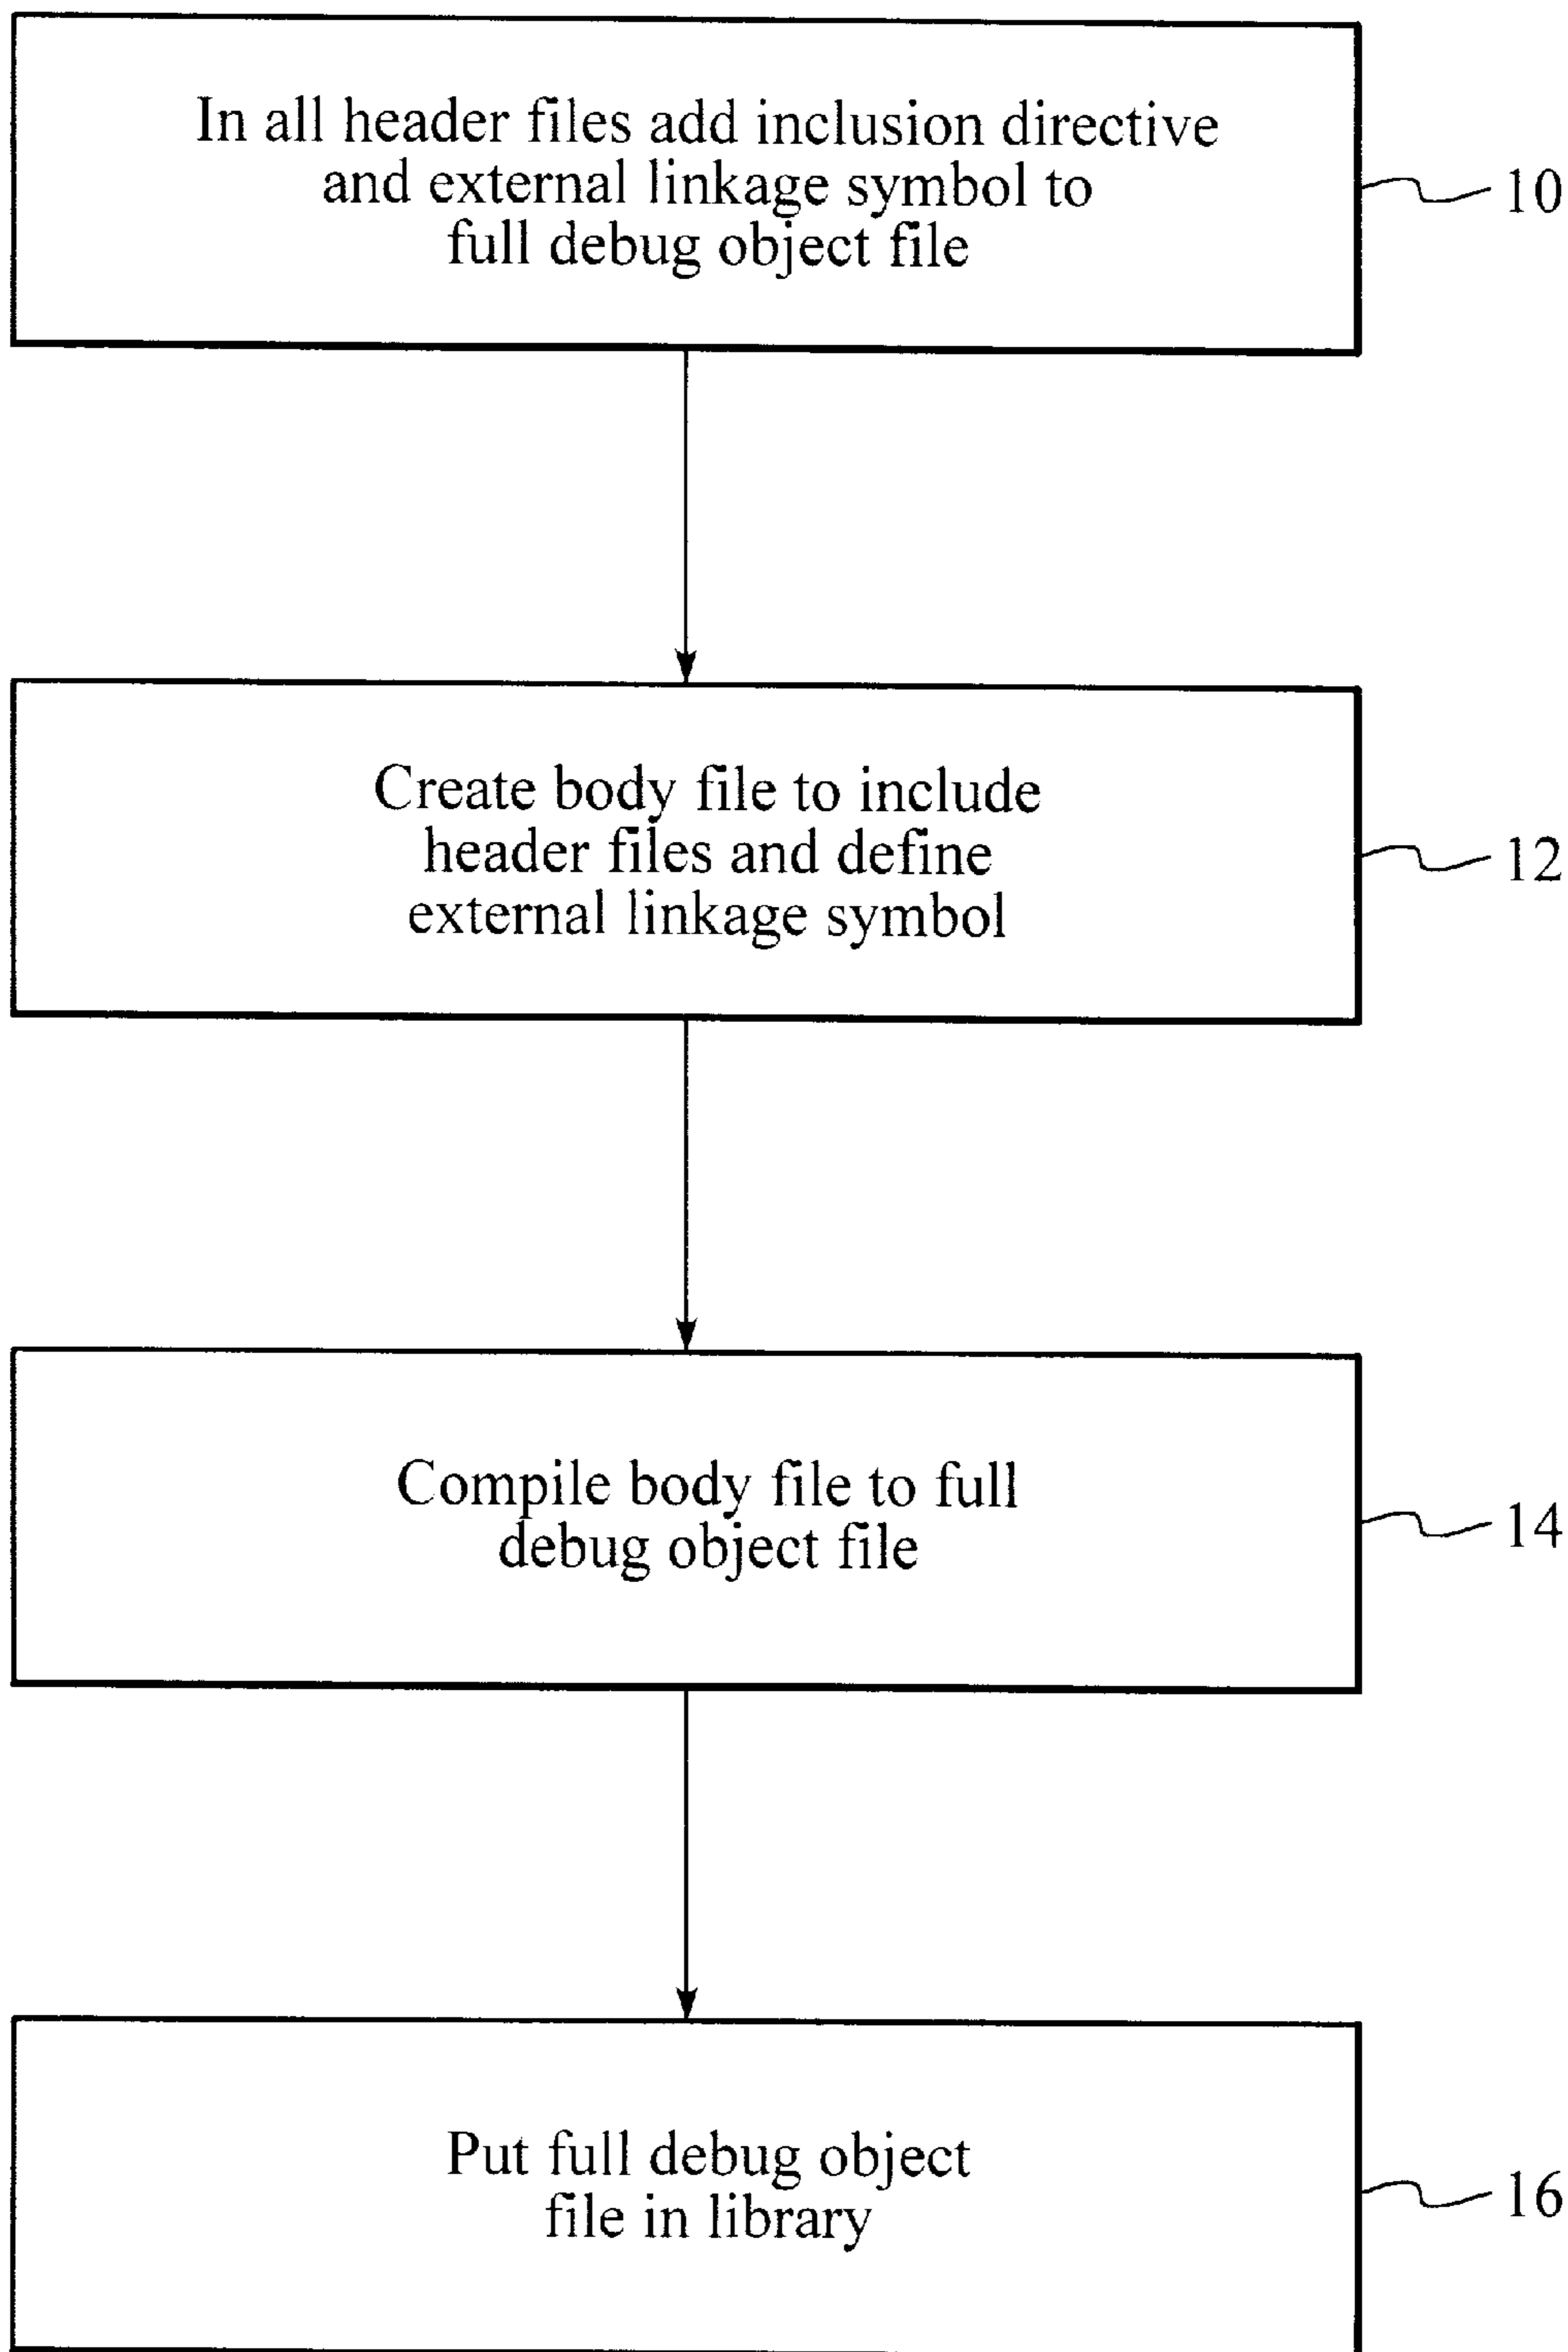 In all header files add inclusion directive
and external linkage symbol to
full debug object file
10
Create body file to include
header files and define
external linkage symbol
12
Compile body file to full
debug object file
14
Put full debug object
file in library
16